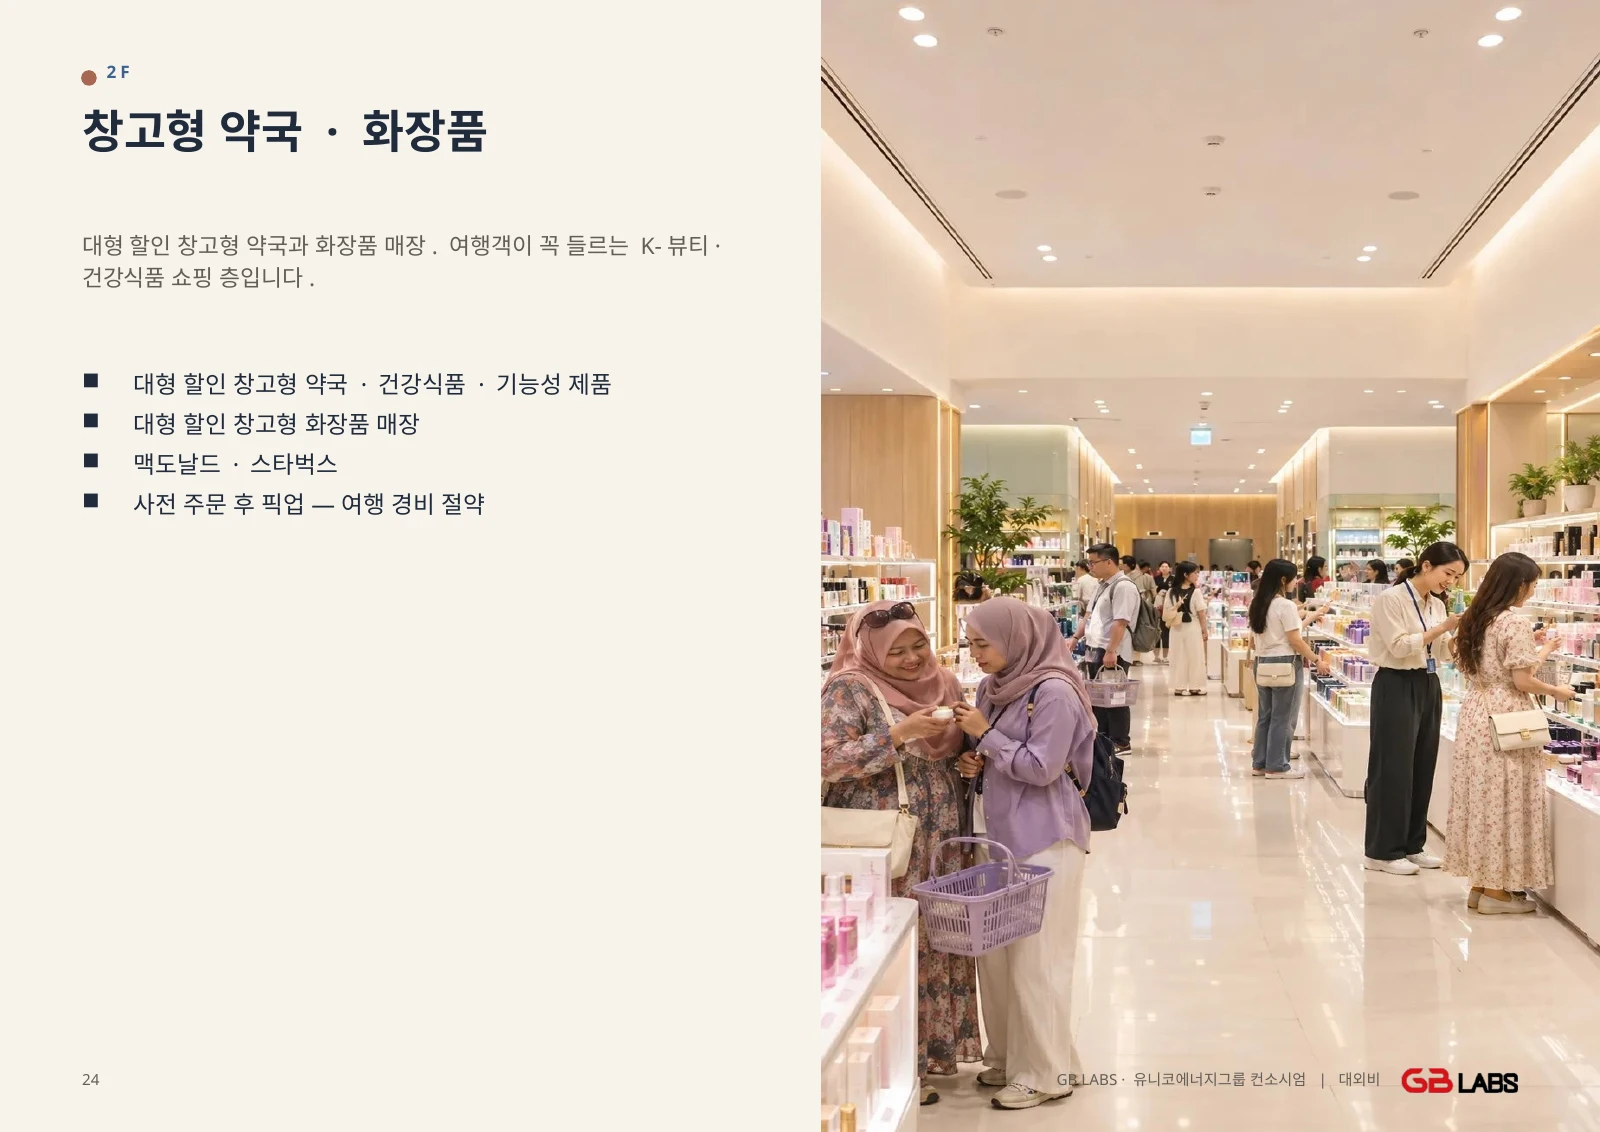 2F
창고형 약국 · 화장품
대형 할인 창고형 약국과 화장품 매장 . 여행객이 꼭 들르는 K- 뷰티 ·
건강식품 쇼핑 층입니다 .
■ 대형 할인 창고형 약국 · 건강식품 · 기능성 제품
■ 대형 할인 창고형 화장품 매장
■ 맥도날드 · 스타벅스
■ 사전 주문 후 픽업 — 여행 경비 절약
24
GB LABS · 유니코에너지그룹 컨소시엄 | 대외비
GB LABS